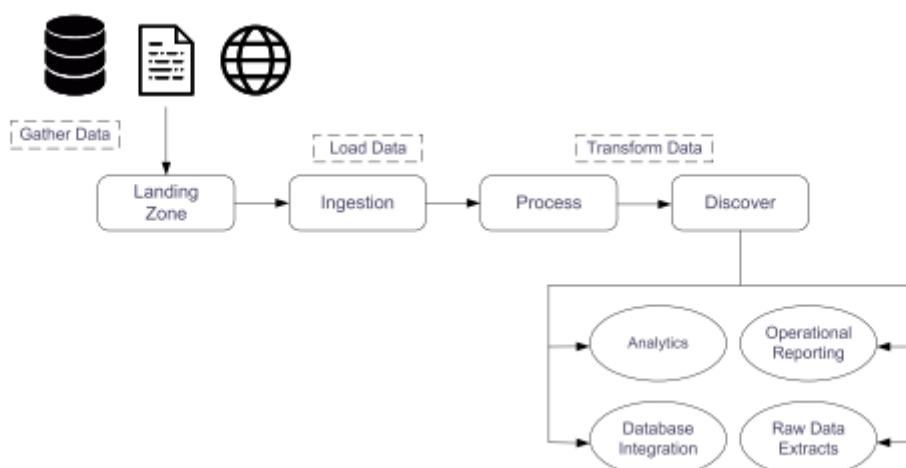 Gather Data
Load Data
Transform Data
Landing
Zone
Ingestion
Process
Discover
Analytics
Operational
Reporting
Database
Integration
Raw Data
Extracts